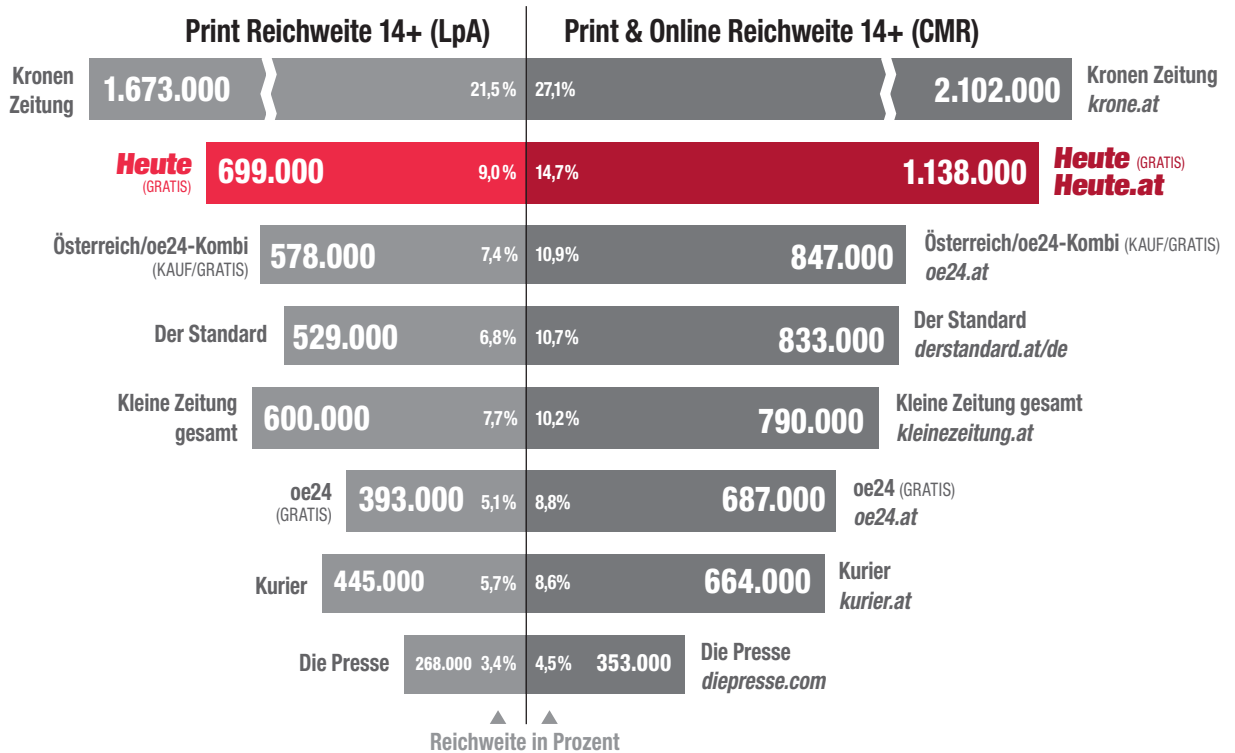 Print Reichweite 14+ (LpA)
Print & Online Reichweite 14+ (CMR)
Kronen
Zeitung
1.673.000
21,5 %
27,1%
2.102.000
Kronen Zeitung
krone.at
Heute
(GRATIS)
699.000
9,0 %
14,7%
1.138.000
Heute (GRATIS)
Heute.at
Österreich/oe24-Kombi
(KAUF/GRATIS)
578.000
7,4 %
10,9%
847.000
Österreich/oe24-Kombi (KAUF/GRATIS)
oe24.at
Der Standard
529.000
6,8%
10,7%
833.000
Der Standard
derstandard.at/de
Kleine Zeitung
gesamt
600.000
7,7%
10,2%
790.000
Kleine Zeitung gesamt
kleinezeitung.at
oe24
(GRATIS)
393.000
5,1%
8,8%
687.000
oe24 (GRATIS)
oe24.at
Kurier
445.000
5,7%
8,6%
664.000
Kurier
kurier.at
Die Presse
268.000
3,4%
4,5%
353.000
Die Presse
diepresse.com
Reichweite in Prozent